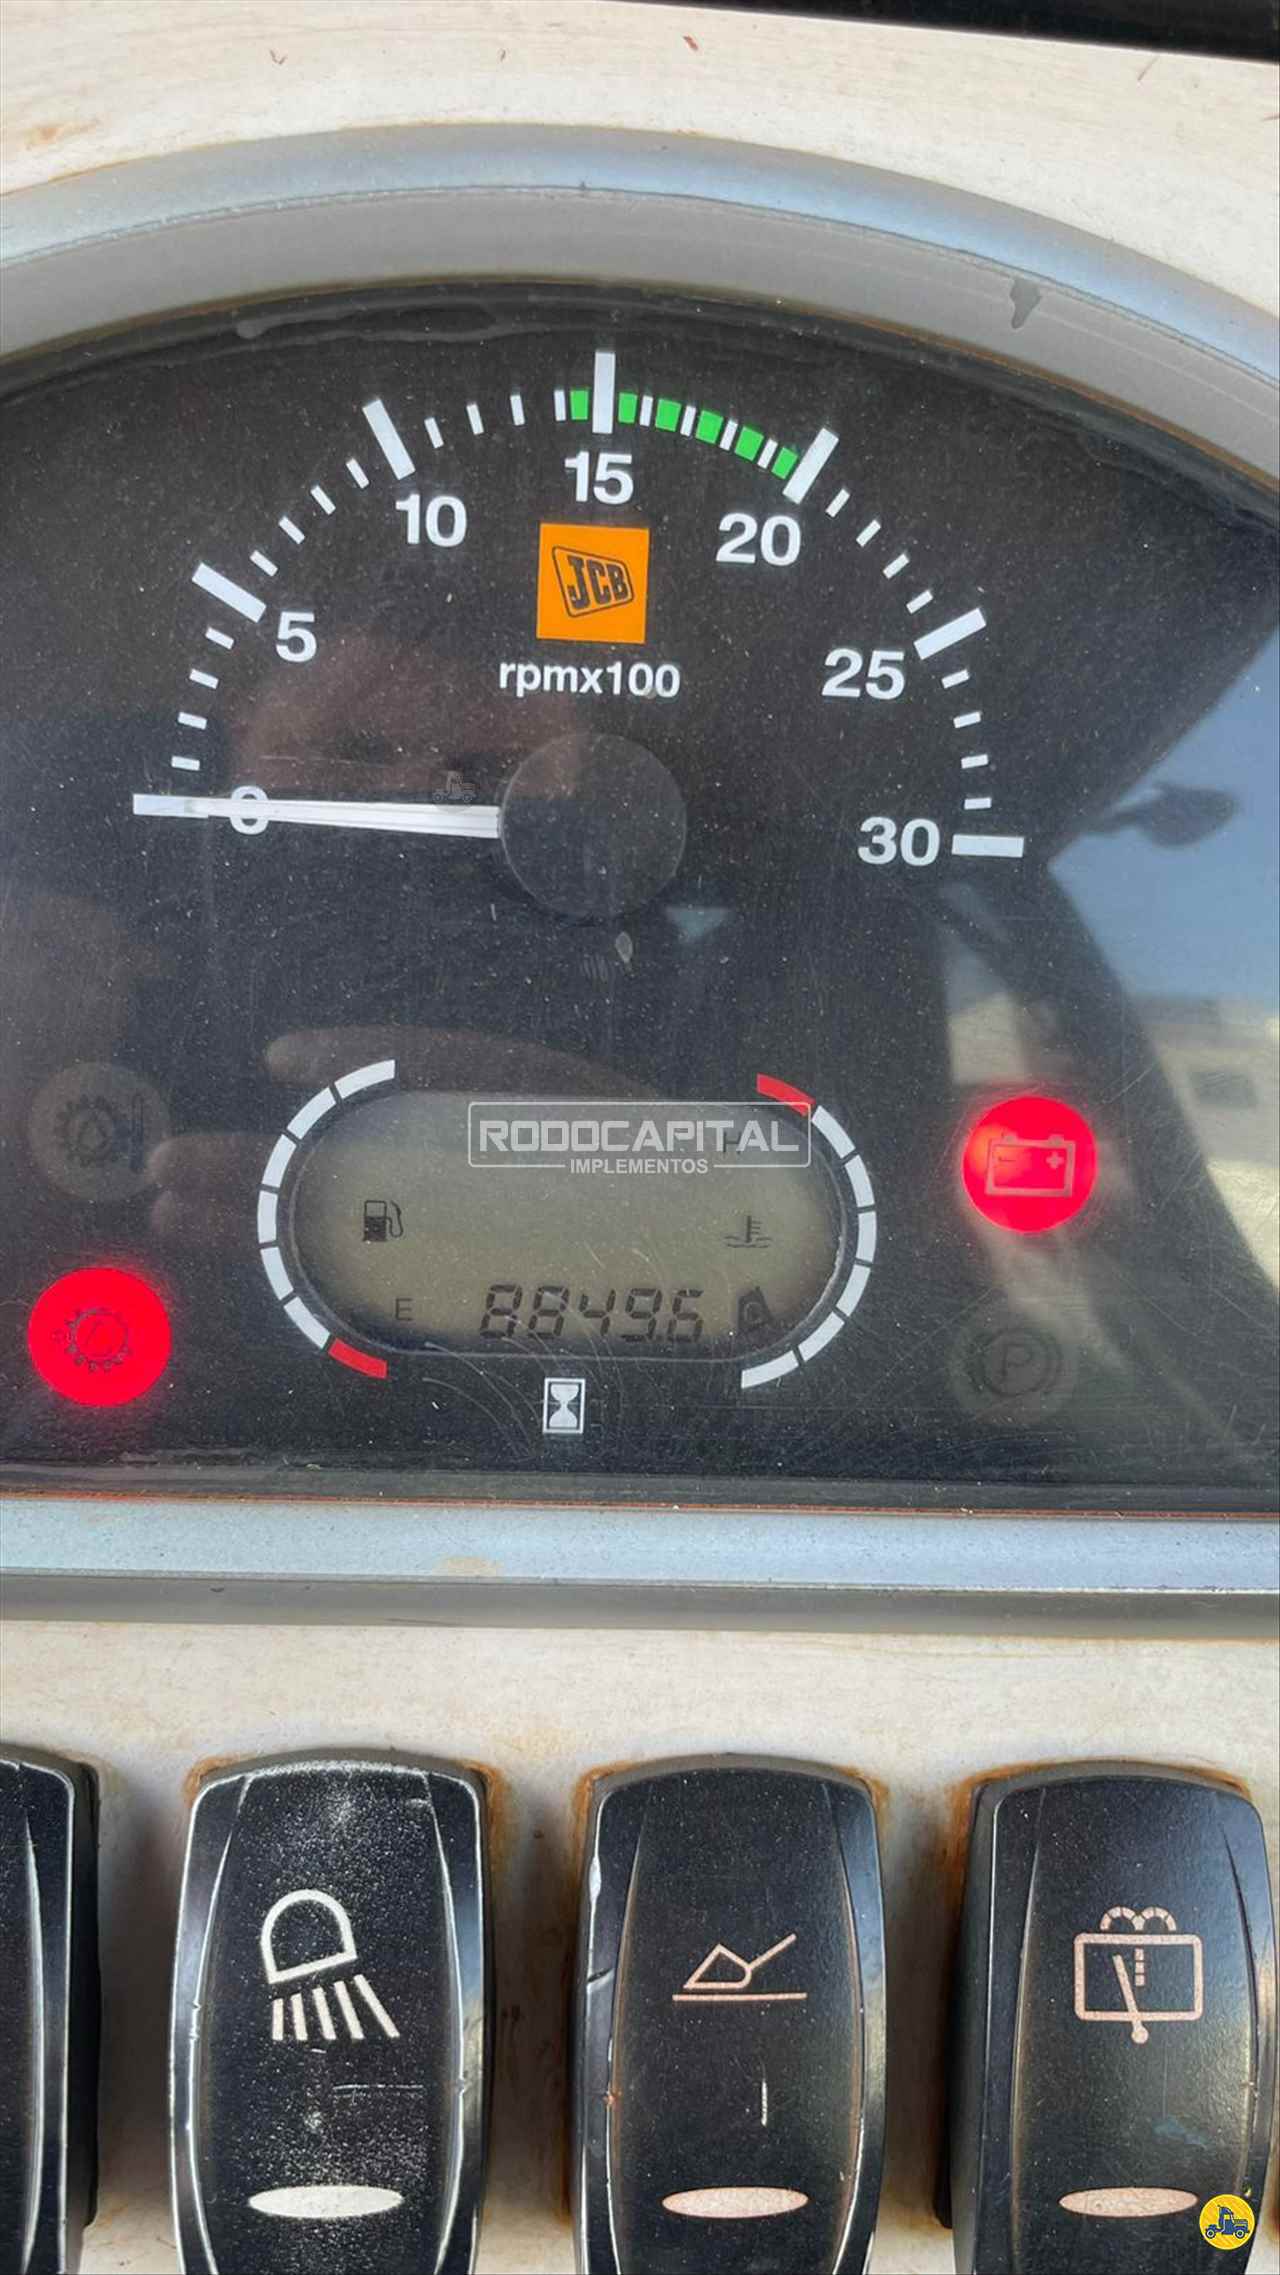 15
10
20
5
JCB
25
rpmx100
0
30
RODOCAPITAL
IMPLEMENTOS
H
- +
E
8849.6
C
P